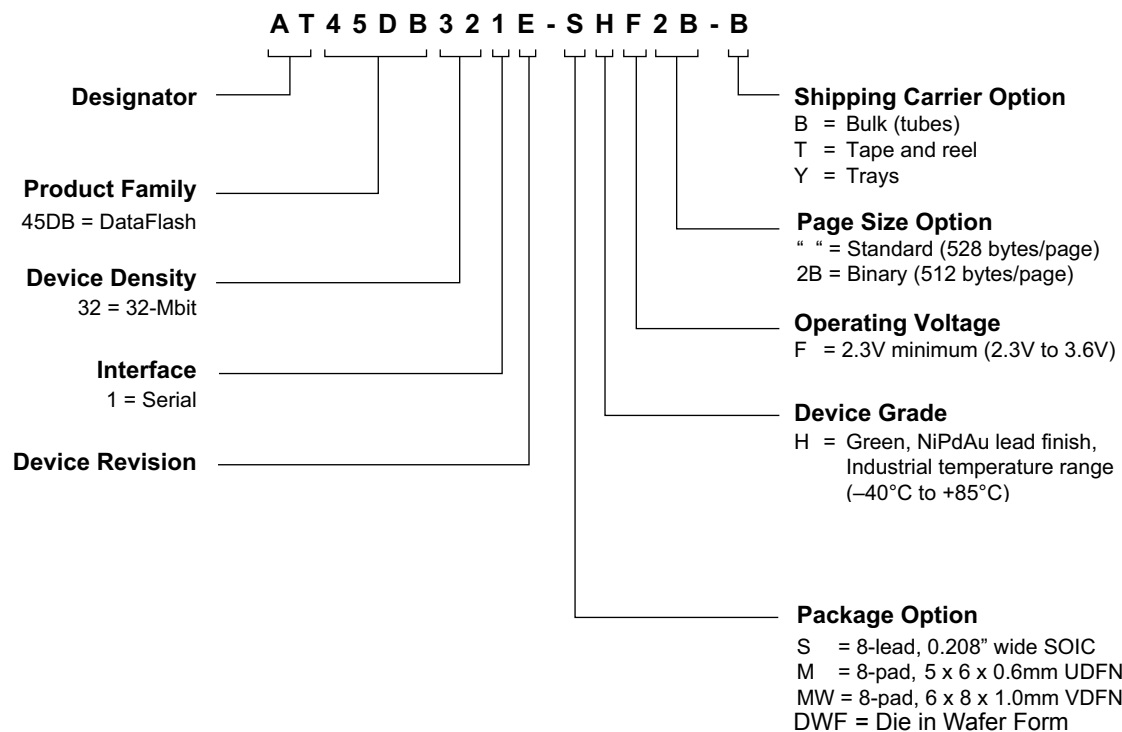 A T 4 5 D B 3 2 1 E - S H F 2 B - B
Designator
Product Family
45DB = DataFlash
Device Density
32 = 32-Mbit
Interface
1 = Serial
Device Revision
Shipping Carrier Option
B = Bulk (tubes)
T = Tape and reel
Y = Trays
Page Size Option
“ “ = Standard (528 bytes/page)
2B = Binary (512 bytes/page)
Operating Voltage
F = 2.3V minimum (2.3V to 3.6V)
Device Grade
H = Green, NiPdAu lead finish,
Industrial temperature range
(–40°C to +85°C)
Package Option
S = 8-lead, 0.208” wide SOIC
M = 8-pad, 5 x 6 x 0.6mm UDFN
MW = 8-pad, 6 x 8 x 1.0mm VDFN
DWF = Die in Wafer Form